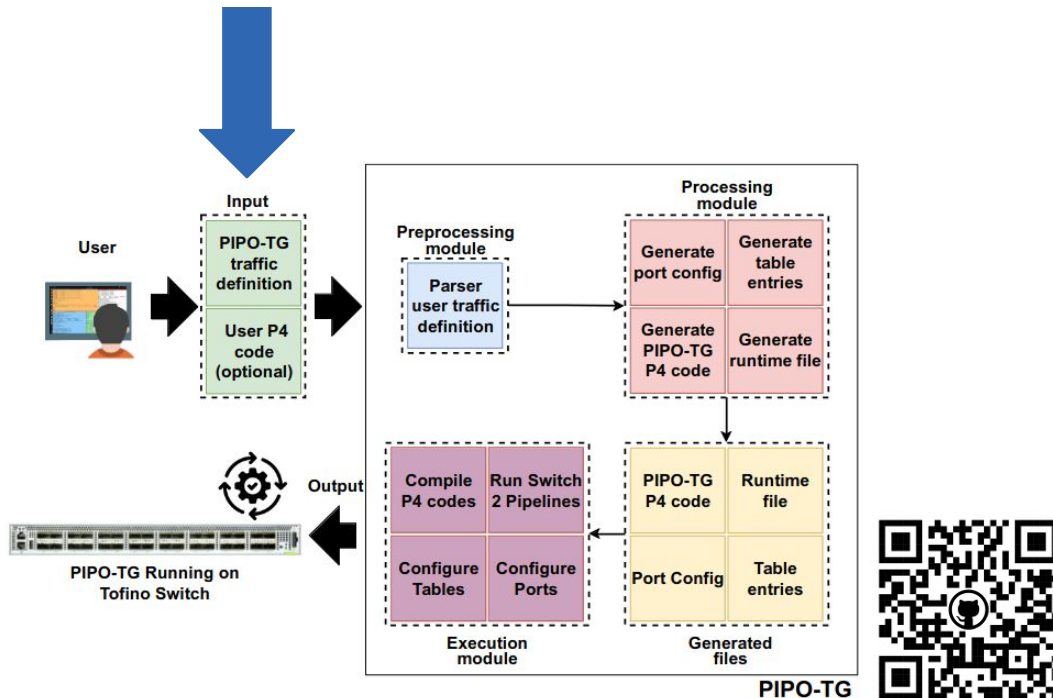 User
Input
PIPO-TG
traffic
definition
User P4
code
(optional)
Preprocessing
module
Parser
user traffic
definition
Processing
module
Generate
port config
Generate
table
entries
Generate
PIPO-TG
P4 code
Generate
runtime file
PIPO-TG
P4 code
Runtime
file
Port Config
Table
entries
Generated
files
Compile
P4 codes
Run Switch
2 Pipelines
Configure
Tables
Configure
Ports
Execution
module
Output
PIPO-TG Running on
Tofino Switch
PIPO-TG